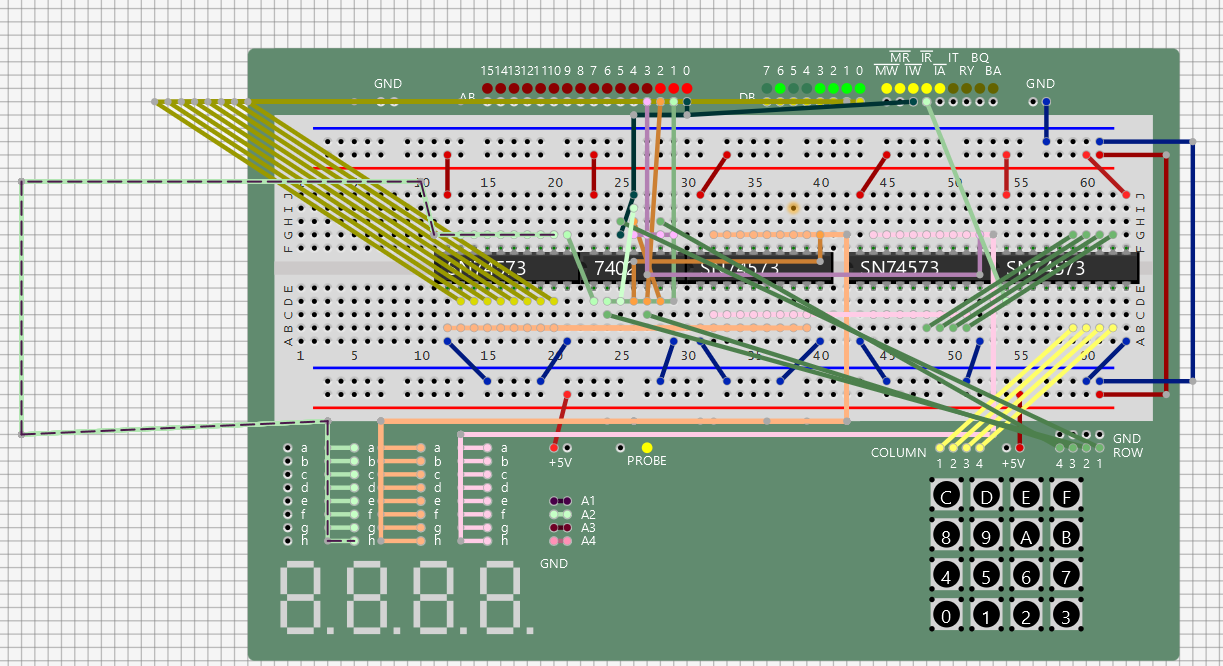 MR IR IT BQ
GND 15 14 13 12 11 10 9 8 7 6 5 4 3 2 1 0 7 6 5 4 3 2 1 0 MW IW IA RY BA GND
AB DB
10 15 20 25 30 35 40 45 50 55 60
J J
I I
H H
G G
F F
SN74573 SN74573 SN74573 SN74573
E E
D D
C C
B B
A A
1 5 10 15 20 25 30 35 40 45 50 55 60
a a a a +5V PROBE COLUMN GND
b b b b 1 2 3 4 +5V ROW
c c c c 4 3 2 1
d d d d
e e e e A1
f f f f A2
g g g g A3
h h h h A4
GND
C D E F
8 9 A B
4 5 6 7
0 1 2 3
8.8.8.8.